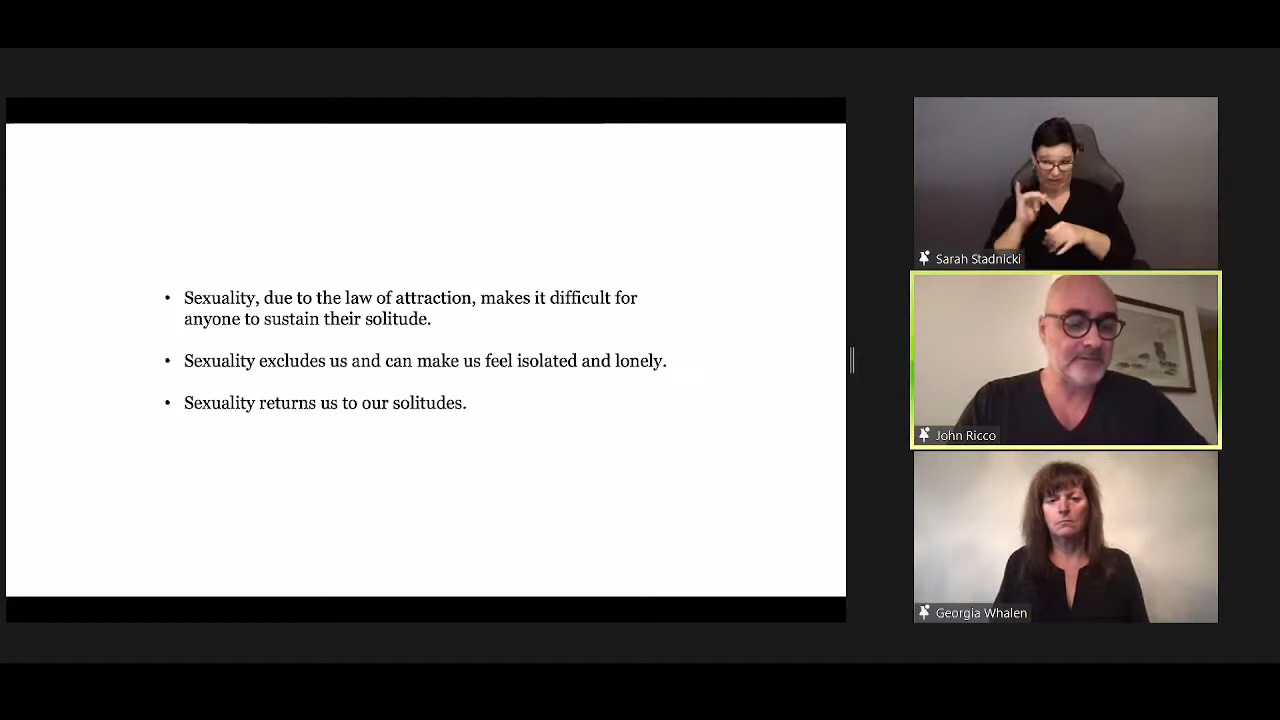 • Sexuality, due to the law of attraction, makes it difficult for
anyone to sustain their solitude.
• Sexuality excludes us and can make us feel isolated and lonely.
• Sexuality returns us to our solitudes.
Sarah Stadnicki
John Ricco
Georgia Whalen